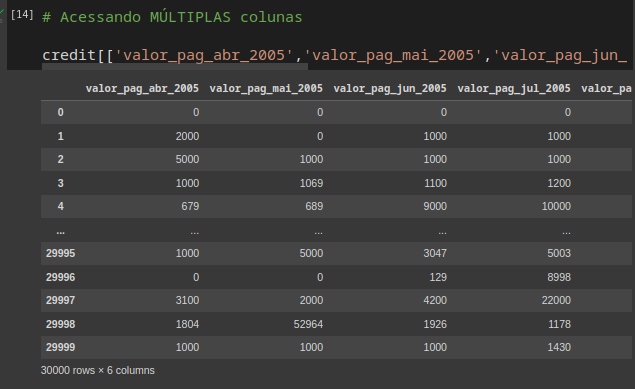 [14] # Acessando MÚLTIPLAS colunas
credit[['valor_pag_abr_2005','valor_pag_mai_2005','valor_pag_jun_
valor_pag_abr_2005 valor_pag_mai_2005 valor_pag_jun_2005 valor_pag_jul_2005 valor_pa
0 0 0 0 0
1 2000 0 1000 1000
2 5000 1000 1000 1000
3 1000 1069 1100 1200
4 679 689 9000 10000
... ... ... ... ...
29995 1000 5000 3047 5003
29996 0 0 129 8998
29997 3100 2000 4200 22000
29998 1804 52964 1926 1178
29999 1000 1000 1000 1430
30000 rows × 6 columns